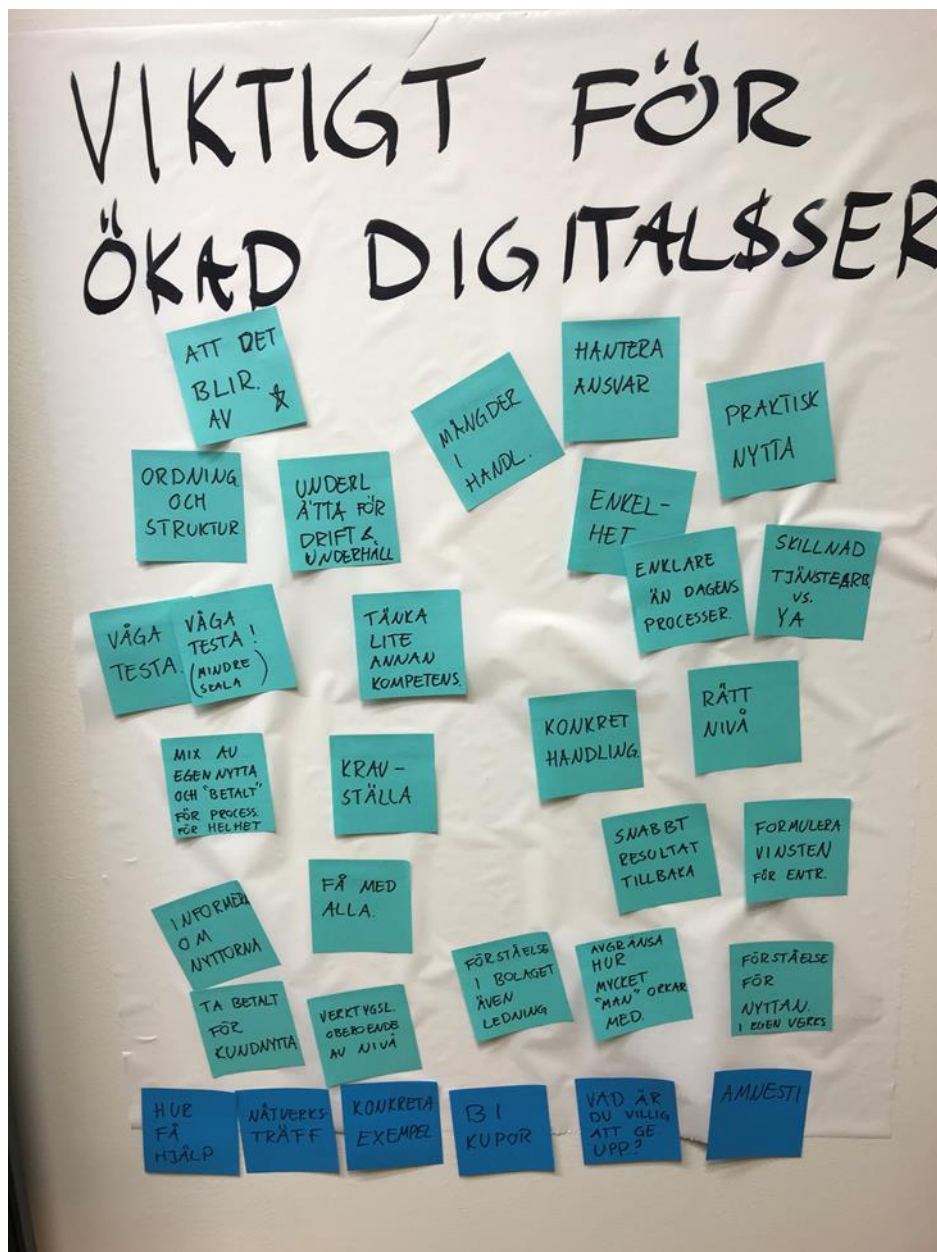 VIKTIGT FÖR
ÖKAD DIGITALSSER
ATT DET
BLIR.
AV
MÄNGDER
I
HANDL.
HANTERA
ANSVAR
PRAKTISK
NYTTA
ORDNING
OCH
STRUKTUR
UNDERL
ÄTTA FÖR
DRIFT &
UNDERHÅLL
ENKEL-
HET
ENKLARE
ÄN DAGENS
PROCESSER.
SKILLNAD
TJÄNSTEARB
VS.
YA
VÅGA
TESTA.
VÅGA
TESTA!
(MINDRE
SKALA)
TÄNKA
LITE
ANNAN
KOMPETENS.
KONKRET
HANDLING.
RÄTT
NIVÅ
MIX AV
EGEN NYTTA
OCH "BETALT"
FÖR PROCESS.
FÖR HELHET
KRAV-
STÄLLA
SNABBT
RESULTAT
TILLBAKA
FORMULERA
VINSTEN
FÖR ENTR.
INFORMERA
OM
NYTTORNA
FÅ MED
ALLA.
FÖRSTÅELSE
I BOLAGET
ÄVEN
LEDNING
AVGRÄNSA
HUR
MYCKET
"MAN" ORKAR
MED.
FÖRSTÅELSE
FÖR
NYTTAN.
I EGEN VERKS
TA BETALT
FÖR
KUNDNYTTA
VERKTYGSL.
OBEROENDE
AV NIVÅ
HUR
FÅ
HJÄLP
NÄTVERKS-
TRÄFF
KONKRETA
EXEMPEL
BI
KUPOR
VAD ÄR
DU VILLIG
ATT GE
UPP?
AMNESTI